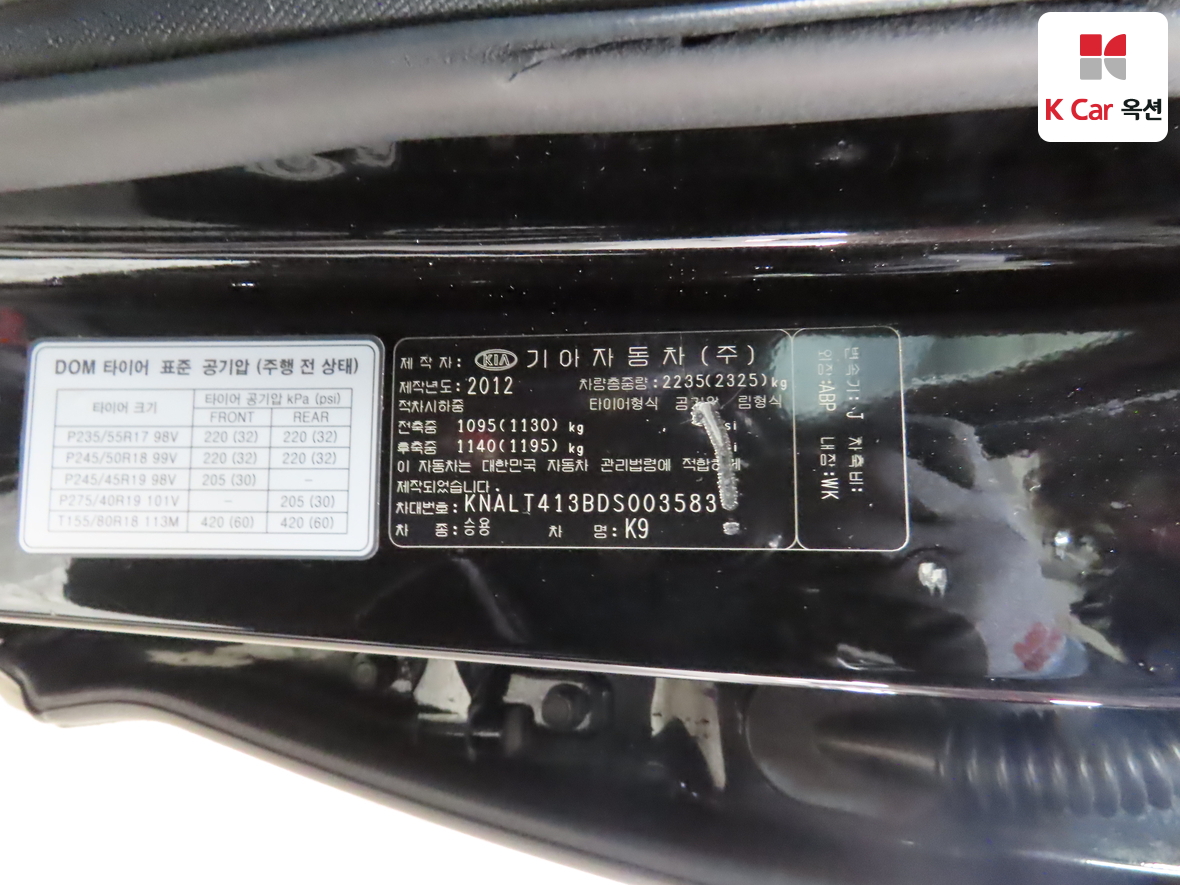 K Car 옥션
DOM 타이어 표준 공기압 (주행 전 상태)
타이어 크기 타이어 공기압 kPa (psi)
FRONT REAR
P235/55R17 98V 220 (32) 220 (32)
P245/50R18 99V 220 (32) 220 (32)
P245/45R19 98V 205 (30) -
P275/40R19 101V - 205 (30)
T155/80R18 113M 420 (60) 420 (60)
제 작 자: KIA 기아자동차(주)
제작년도: 2012 차량총중량: 2235(2325)kg
적차시하중 타이어형식 림형식
전축중 1095(1130) kg
후축중 1140(1195) kg
이 자동차는 대한민국 자동차 관리법령에
제작되었습니다.
차대번호: KNALT413BDS003583
차 종: 승용 차 명: K9
변속기: J 차축비:
외장:ABP 내장:WK